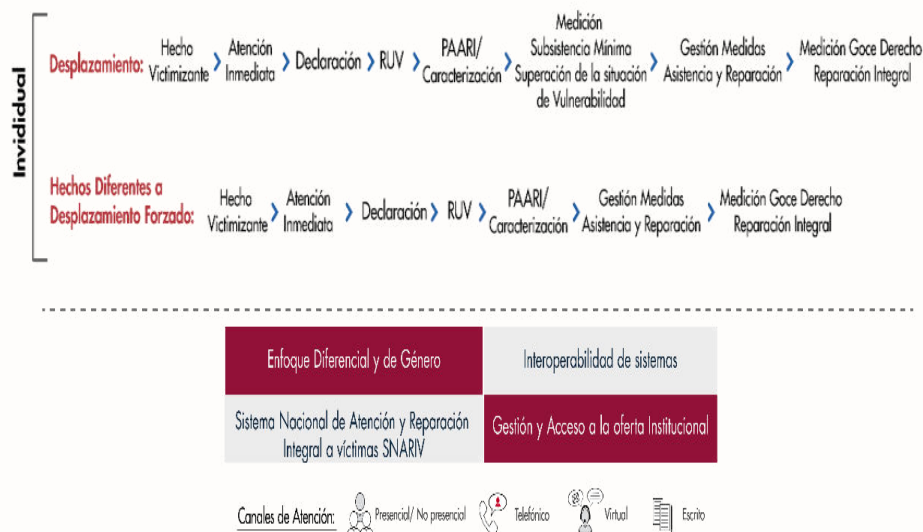 Invididual
Desplazamiento:
Hecho
Victimizante
Atención
Inmediata
Declaración
RUV
PAARI/
Caracterización
Medición
Subsistencia Mínima
Superación de la situación
de Vulnerabilidad
Gestión Medidas
Asistencia y Reparación
Medición Goce Derecho
Reparación Integral
Hechos Diferentes a
Desplazamiento Forzado:
Hecho
Victimizante
Atención
Inmediata
Declaración
RUV
PAARI/
Caracterización
Gestión Medidas
Asistencia y Reparación
Medición Goce Derecho
Reparación Integral
Enfoque Diferencial y de Género
Interoperabilidad de sistemas
Sistema Nacional de Atención y Reparación
Integral a víctimas SNARIV
Gestión y Acceso a la oferta Institucional
Canales de Atención:
Presencial/ No presencial
Telefónico
Virtual
Escrito